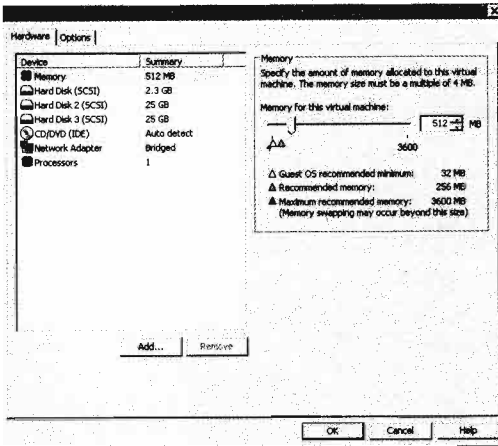 Hardware Options
Device Summary
Memory 512 MB
Hard Disk (SCSI) 2.3 GB
Hard Disk 2 (SCSI) 25 GB
Hard Disk 3 (SCSI) 25 GB
CD/DVD (IDE) Auto detect
Network Adapter Bridged
Processors 1
Add... Remove
Memory
Specify the amount of memory allocated to this virtual
machine. The memory size must be a multiple of 4 MB.
Memory for this virtual machine:
512 MB
3600
Guest OS recommended minimum: 32 MB
Recommended memory: 256 MB
Maximum recommended memory: 3600 MB
(Memory swapping may occur beyond this size)
OK Cancel Help